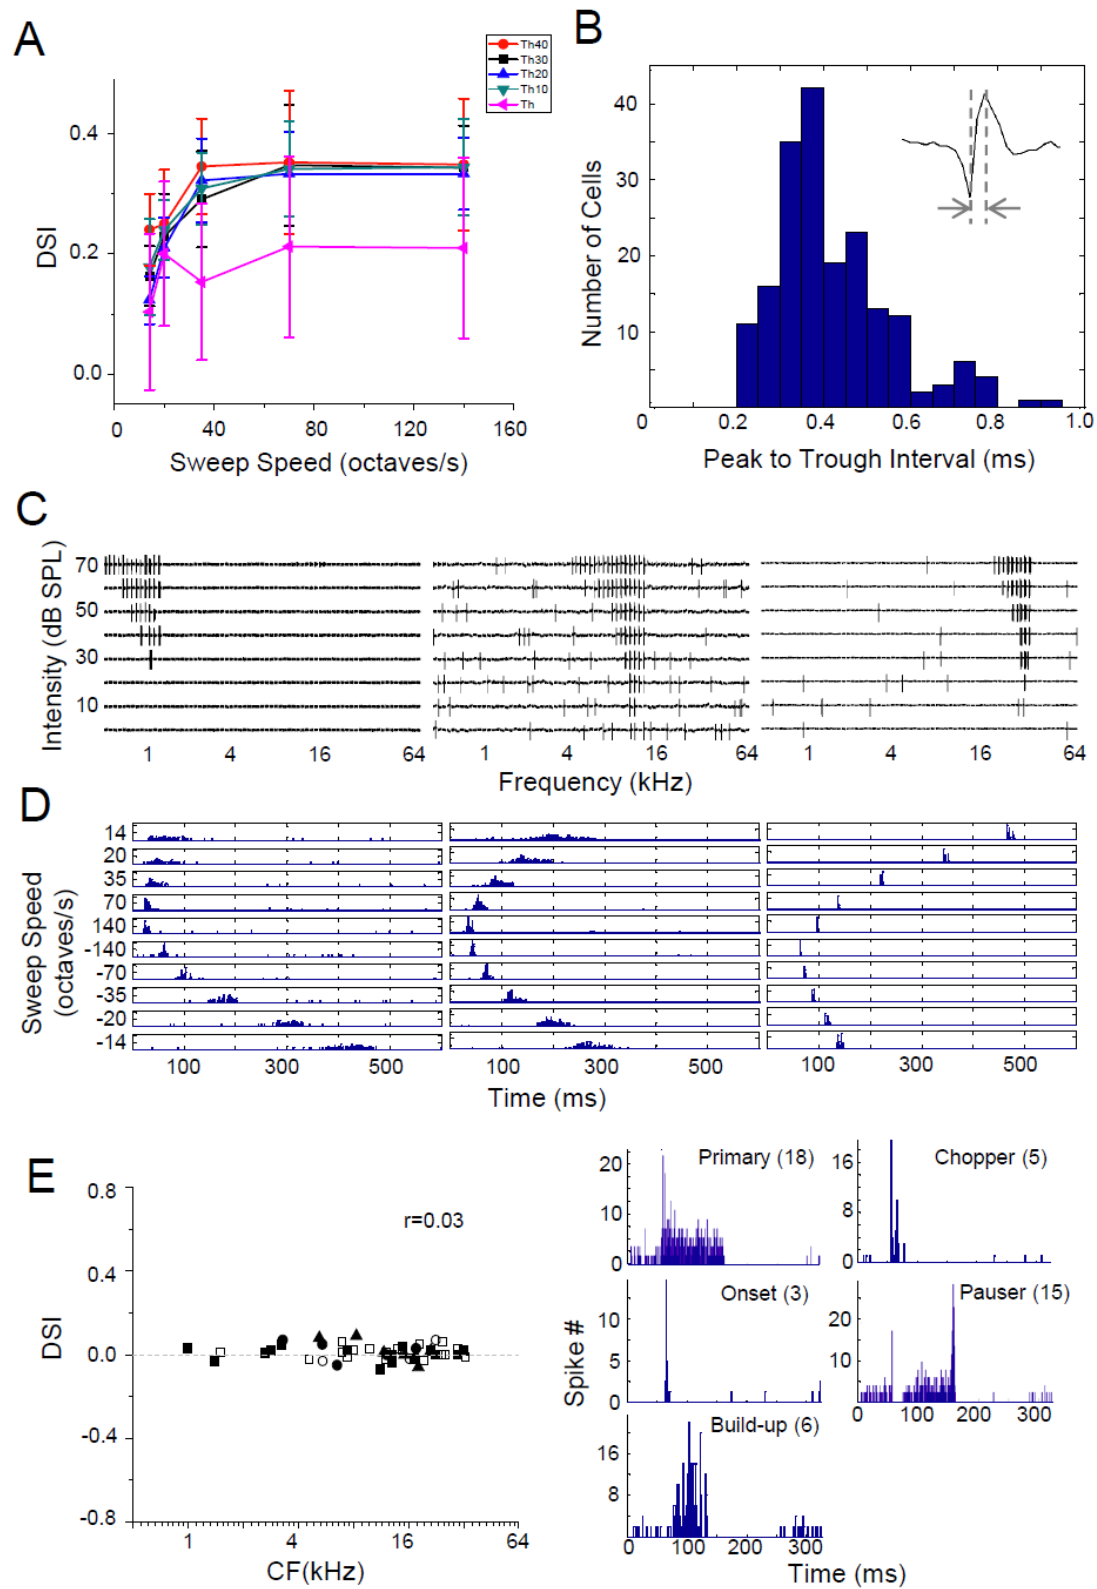 A
Th40
Th30
Th20
Th10
Th
DSI
0.4
0.2
0.0
0 40 80 120 160
Sweep Speed (octaves/s)
B
Number of Cells
40
30
20
10
0 0.2 0.4 0.6 0.8 1.0
Peak to Trough Interval (ms)
C
Intensity (dB SPL)
70
50
30
10
1 4 16 64 1 4 16 64 1 4 16 64
Frequency (kHz)
D
Sweep Speed
(octaves/s)
14
20
35
70
140
-140
-70
-35
-20
-14
100 300 500 100 300 500 100 300 500
Time (ms)
E
DSI
0.8
0.4
0.0
-0.4
-0.8
r=0.03
1 4 16 64
CF(kHz)
Spike #
Primary (18)
20
10
0
Chopper (5)
16
8
0
Onset (3)
10
5
0
Pauser (15)
20
10
0 100 200 300
Build-up (6)
16
8
0 100 200 300
Time (ms)